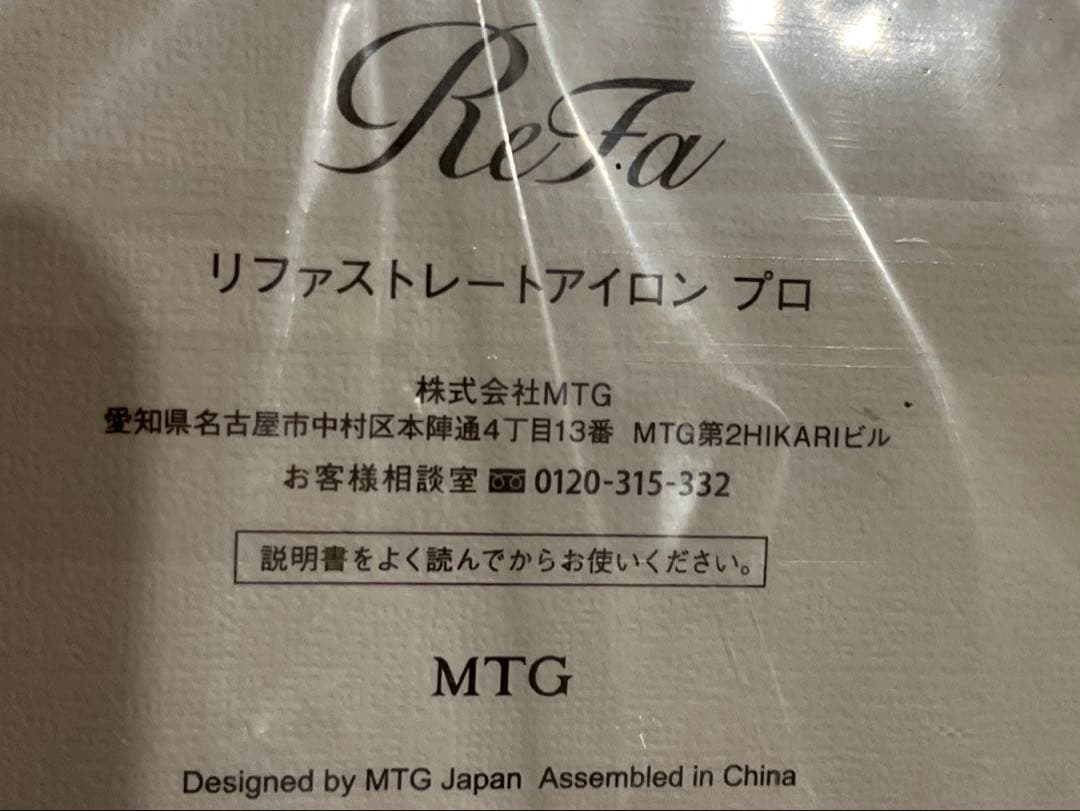 ReFa
リファストレートアイロン プロ
株式会社MTG
愛知県名古屋市中村区本陣通4丁目13番 MTG第2HIKARIビル
お客様相談室 0120-315-332
説明書をよく読んでからお使いください。
MTG
Designed by MTG Japan Assembled in China